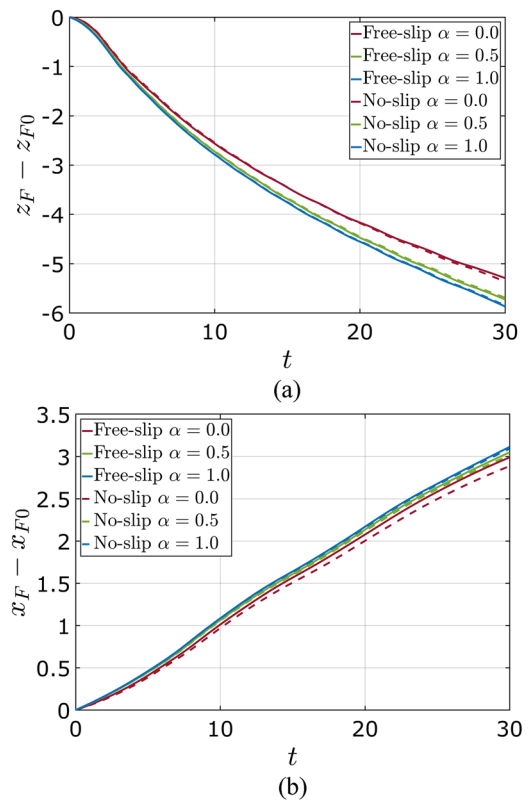 0
-1
-2
-3
-4
-5
-6
z_F − z_{F0}
Free-slip α = 0.0
Free-slip α = 0.5
Free-slip α = 1.0
No-slip α = 0.0
No-slip α = 0.5
No-slip α = 1.0
0 10 20 30
t
(a)
3.5
3
2.5
2
1.5
1
0.5
0
x_F − x_{F0}
Free-slip α = 0.0
Free-slip α = 0.5
Free-slip α = 1.0
No-slip α = 0.0
No-slip α = 0.5
No-slip α = 1.0
0 10 20 30
t
(b)